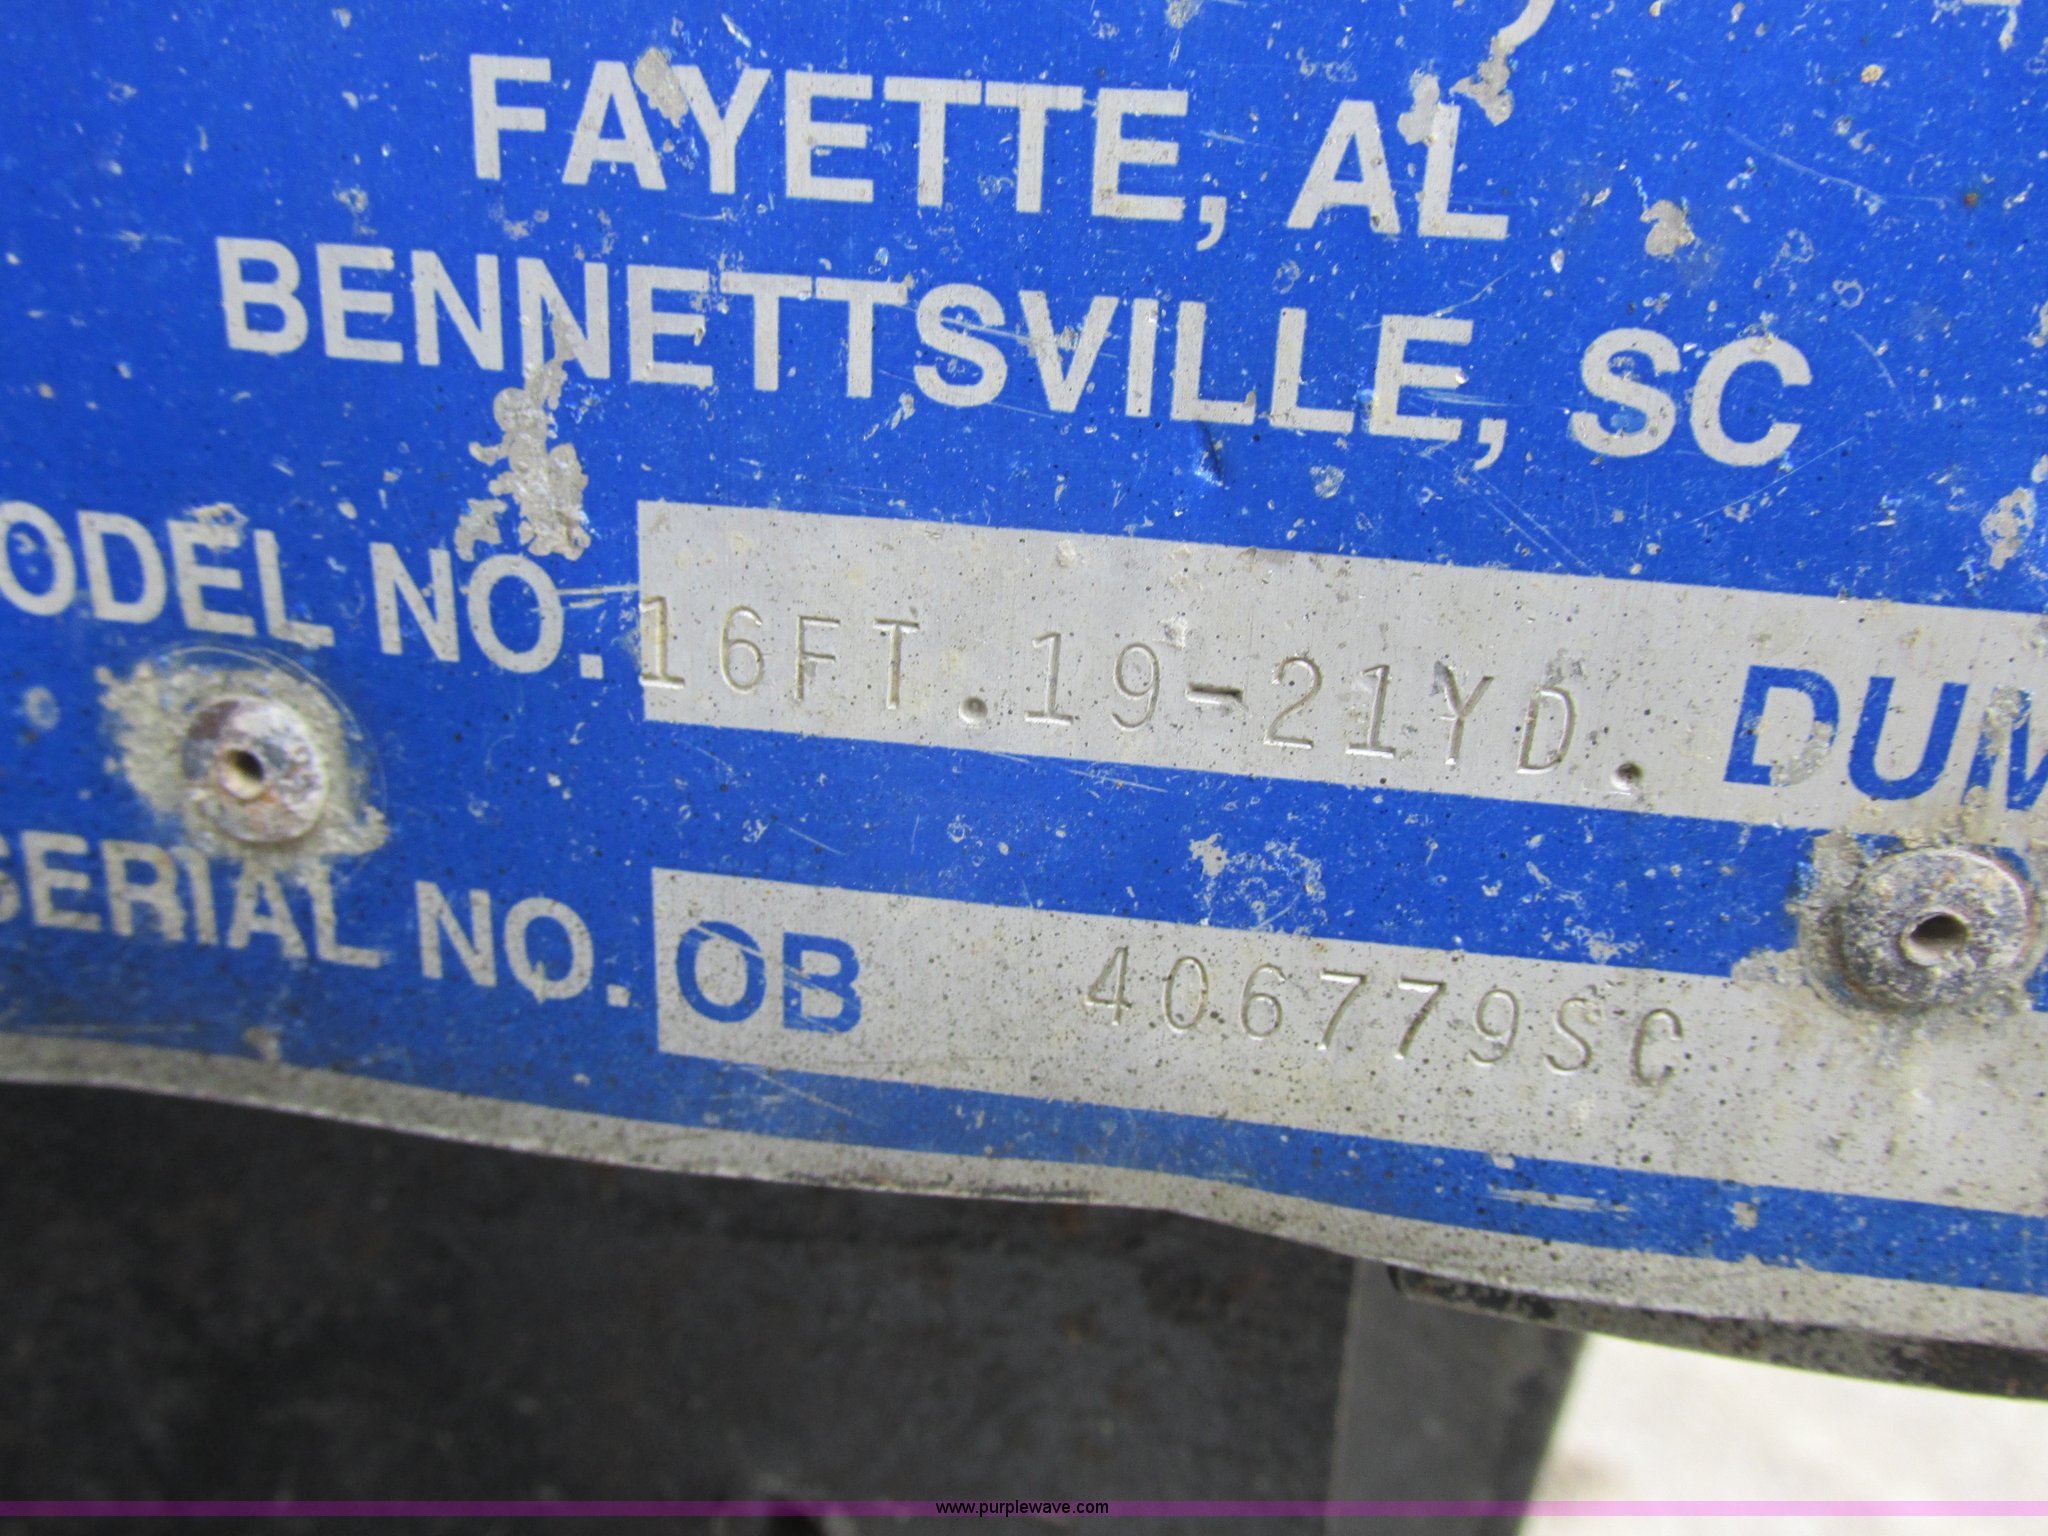 FAYETTE, AL
BENNETTSVILLE, SC
ODEL NO. 16FT.19-21YD. DUM
SERIAL NO. OB 406779SC
www.purplewave.com